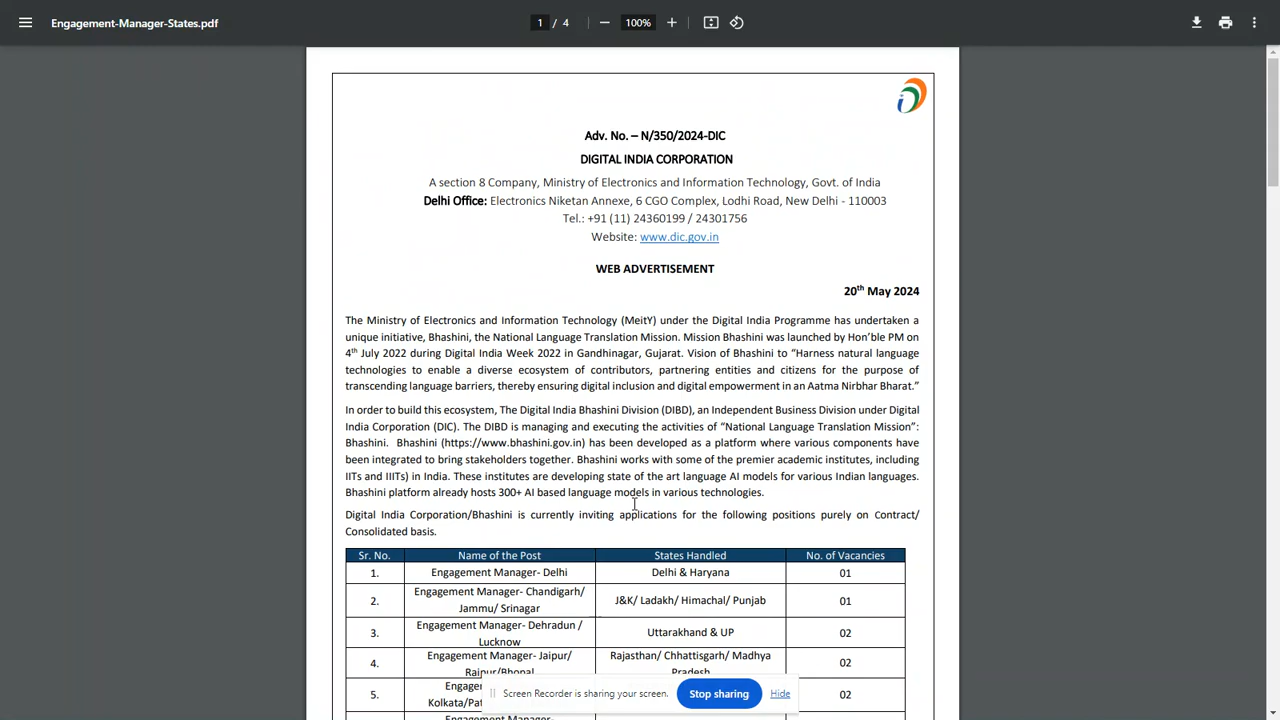 Engagement-Manager-States.pdf
1 / 4
100%
Adv. No. – N/350/2024-DIC
DIGITAL INDIA CORPORATION
A section 8 Company, Ministry of Electronics and Information Technology, Govt. of India
Delhi Office: Electronics Niketan Annexe, 6 CGO Complex, Lodhi Road, New Delhi - 110003
Tel.: +91 (11) 24360199 / 24301756
Website: www.dic.gov.in
WEB ADVERTISEMENT
20th May 2024
The Ministry of Electronics and Information Technology (MeitY) under the Digital India Programme has undertaken a
unique initiative, Bhashini, the National Language Translation Mission. Mission Bhashini was launched by Hon'ble PM on
4th July 2022 during Digital India Week 2022 in Gandhinagar, Gujarat. Vision of Bhashini to “Harness natural language
technologies to enable a diverse ecosystem of contributors, partnering entities and citizens for the purpose of
transcending language barriers, thereby ensuring digital inclusion and digital empowerment in an Aatma Nirbhar Bharat.”
In order to build this ecosystem, The Digital India Bhashini Division (DIBD), an Independent Business Division under Digital
India Corporation (DIC). The DIBD is managing and executing the activities of “National Language Translation Mission”:
Bhashini. Bhashini (https://www.bhashini.gov.in) has been developed as a platform where various components have
been integrated to bring stakeholders together. Bhashini works with some of the premier academic institutes, including
IITs and IIITs) in India. These institutes are developing state of the art language AI models for various Indian languages.
Bhashini platform already hosts 300+ AI based language models in various technologies.
Digital India Corporation/Bhashini is currently inviting applications for the following positions purely on Contract/
Consolidated basis.
Sr. No. Name of the Post States Handled No. of Vacancies
1. Engagement Manager- Delhi Delhi & Haryana 01
2. Engagement Manager- Chandigarh/ Jammu/ Srinagar J&K/ Ladakh/ Himachal/ Punjab 01
3. Engagement Manager- Dehradun / Lucknow Uttarakhand & UP 02
4. Engagement Manager- Jaipur/ Raipur/Bhopal Rajasthan/ Chhattisgarh/ Madhya Pradesh 02
5. 02
Screen Recorder is sharing your screen. Stop sharing Hide